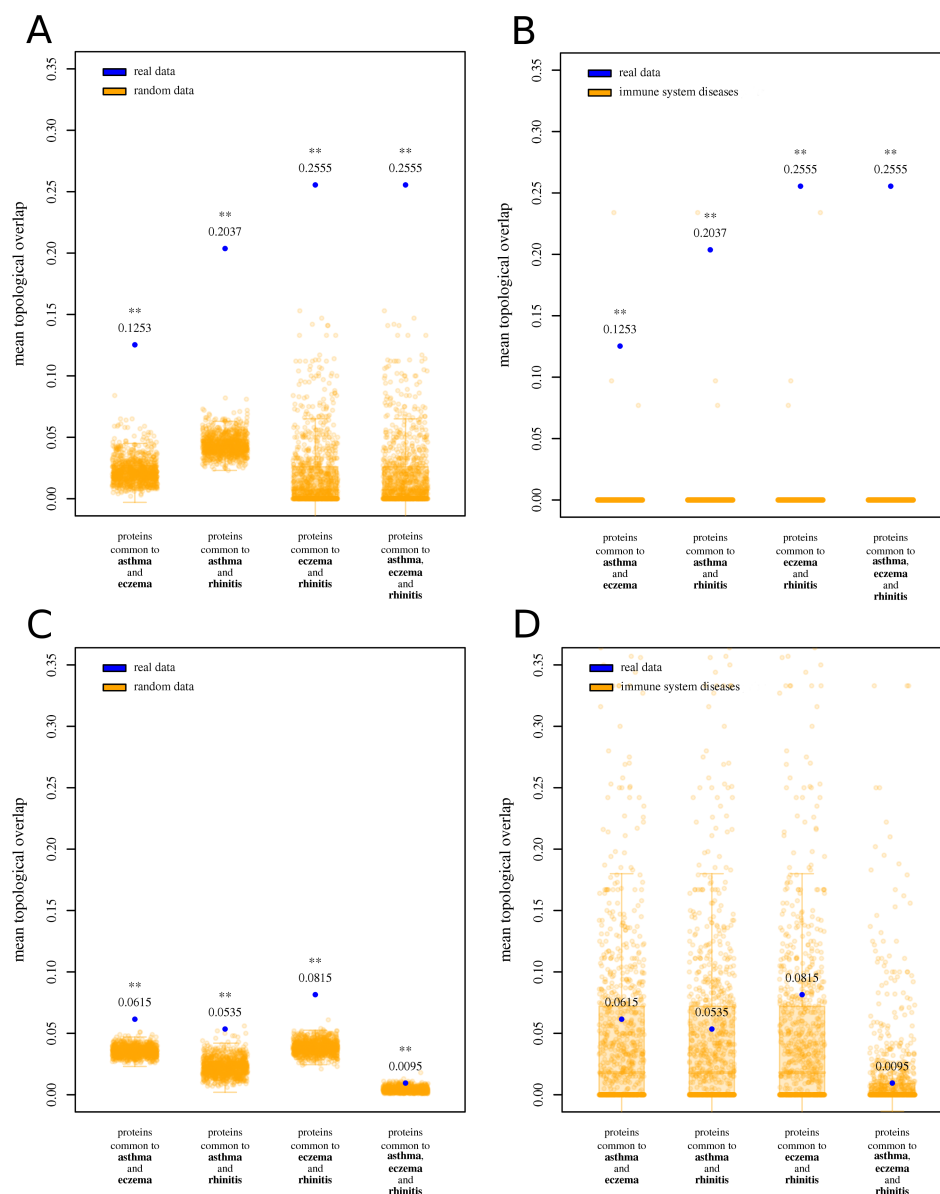 A
mean topological overlap
0.35
0.30
0.25
0.20
0.15
0.10
0.05
0.00
real data
random data
**
0.1253
**
0.2037
**
0.2555
**
0.2555
proteins
common to
asthma
and
eczema
proteins
common to
asthma
and
rhinitis
proteins
common to
eczema
and
rhinitis
proteins
common to
asthma,
eczema
and
rhinitis
B
mean topological overlap
0.35
0.30
0.25
0.20
0.15
0.10
0.05
0.00
real data
immune system diseases
**
0.1253
**
0.2037
**
0.2555
**
0.2555
proteins
common to
asthma
and
eczema
proteins
common to
asthma
and
rhinitis
proteins
common to
eczema
and
rhinitis
proteins
common to
asthma,
eczema
and
rhinitis
C
mean topological overlap
0.35
0.30
0.25
0.20
0.15
0.10
0.05
0.00
real data
random data
**
0.0615
**
0.0535
**
0.0815
**
0.0095
proteins
common to
asthma
and
eczema
proteins
common to
asthma
and
rhinitis
proteins
common to
eczema
and
rhinitis
proteins
common to
asthma,
eczema
and
rhinitis
D
mean topological overlap
0.35
0.30
0.25
0.20
0.15
0.10
0.05
0.00
real data
immune system diseases
0.0615
0.0535
0.0815
0.0095
proteins
common to
asthma
and
eczema
proteins
common to
asthma
and
rhinitis
proteins
common to
eczema
and
rhinitis
proteins
common to
asthma,
eczema
and
rhinitis